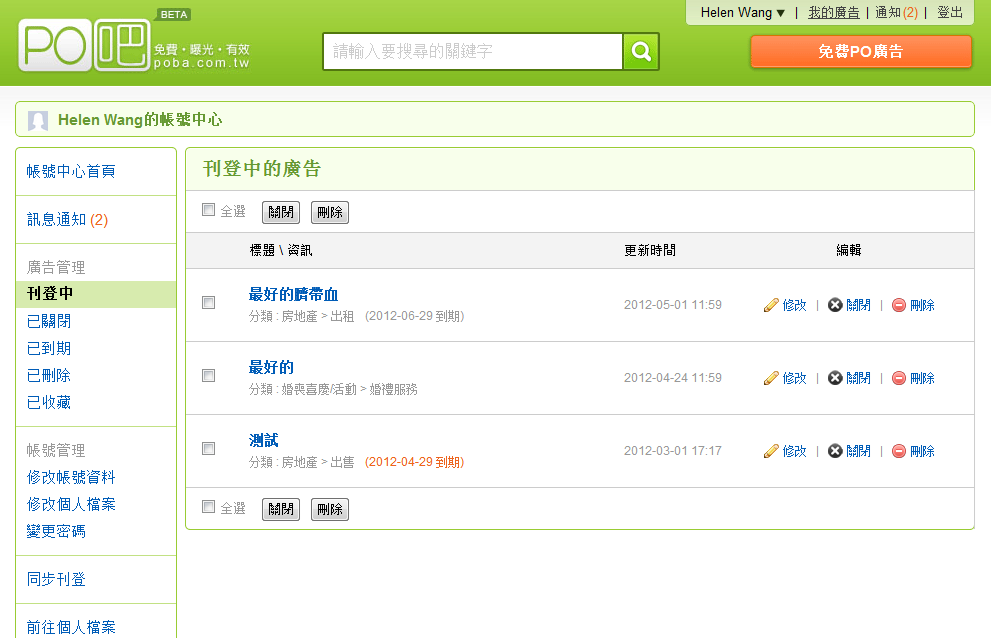 PO吧 BETA
免費・曝光・有效
poba.com.tw
Helen Wang ▼ | 我的廣告 | 通知(2) | 登出
請輸入要搜尋的關鍵字
免費PO廣告
Helen Wang的帳號中心
帳號中心首頁
訊息通知 (2)
廣告管理
刊登中
已關閉
已到期
已刪除
已收藏
帳號管理
修改帳號資料
修改個人檔案
變更密碼
同步刊登
前往個人檔案
刊登中的廣告
全選 關閉 刪除
標題 \ 資訊 更新時間 編輯
最好的臍帶血
分類 : 房地產 > 出租 (2012-06-29 到期)
2012-05-01 11:59 修改 | 關閉 | 刪除
最好的
分類 : 婚喪喜慶/活動 > 婚禮服務
2012-04-24 11:59 修改 | 關閉 | 刪除
測試
分類 : 房地產 > 出售 (2012-04-29 到期)
2012-03-01 17:17 修改 | 關閉 | 刪除
全選 關閉 刪除